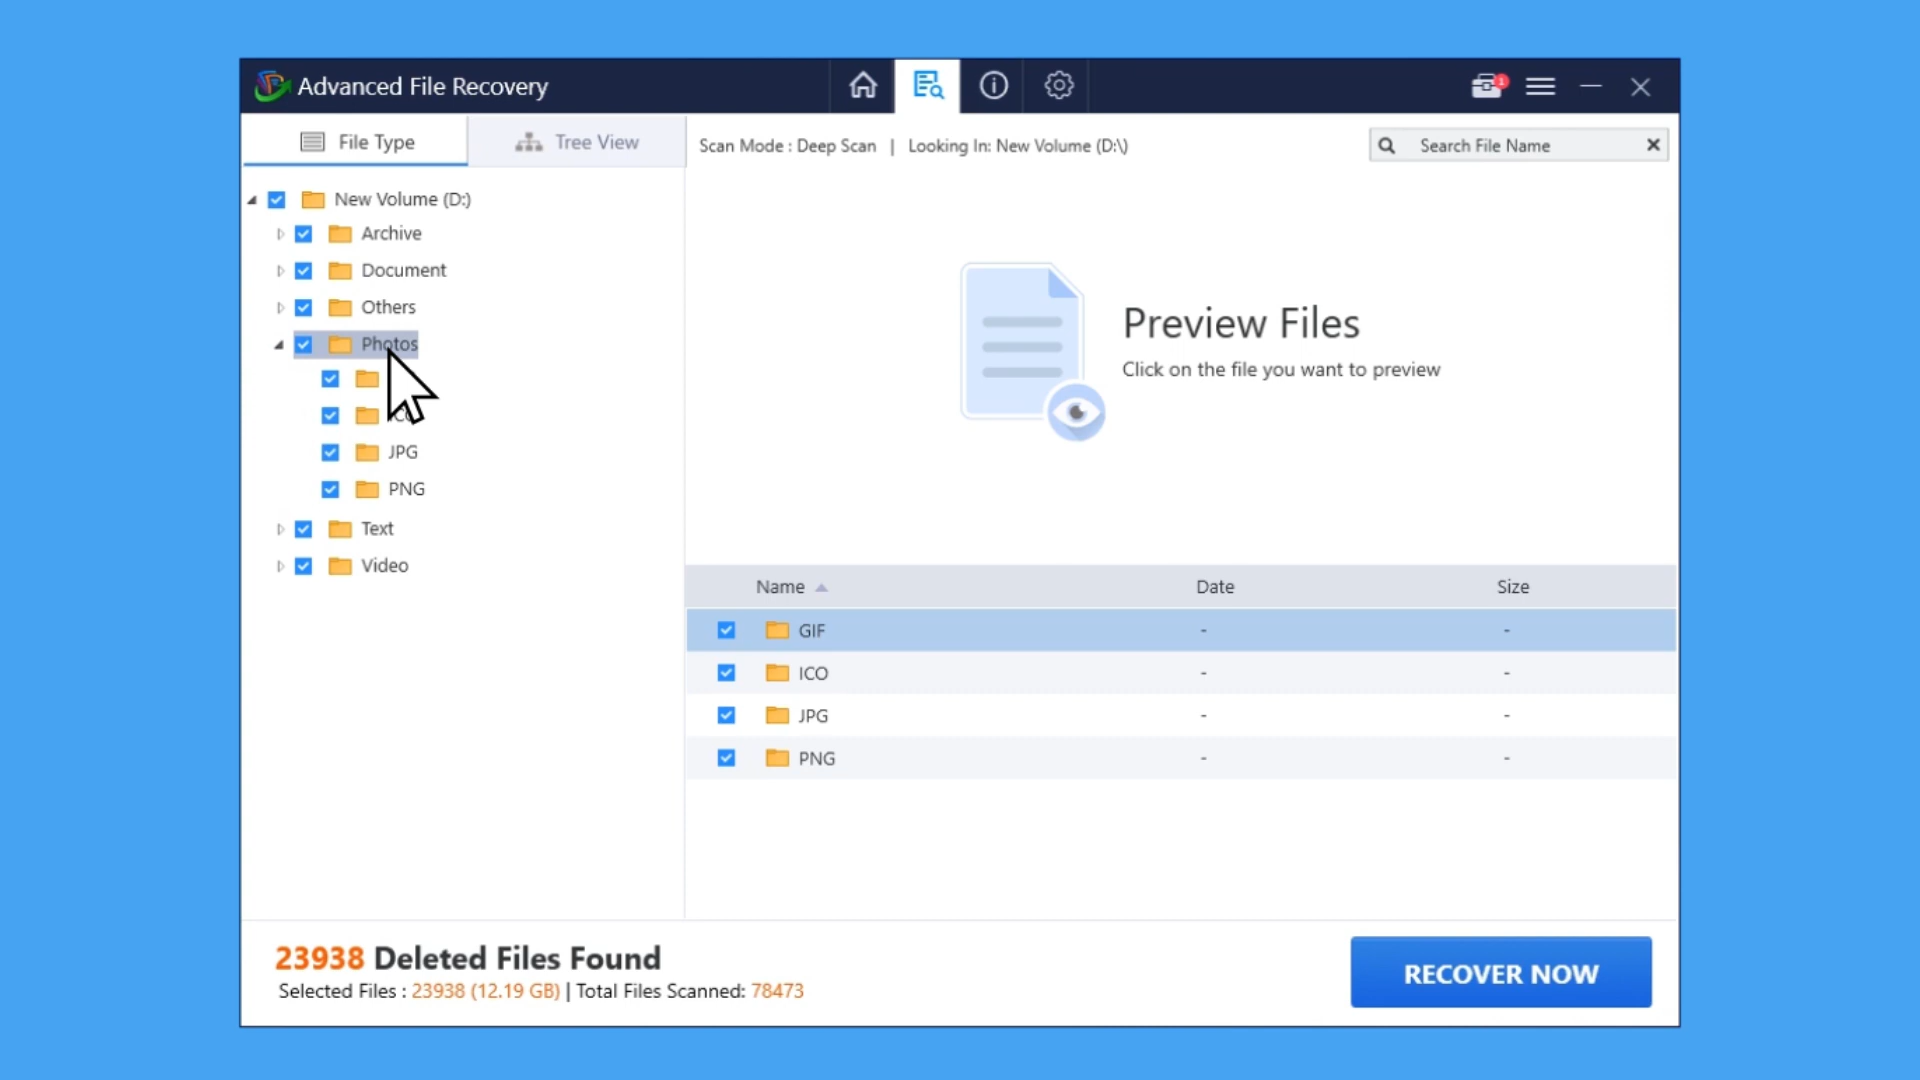 Advanced File Recovery
1
File Type
Tree View
Scan Mode : Deep Scan | Looking In: New Volume (D:\)
Search File Name
New Volume (D:)
Archive
Document
Others
Photos
JPG
PNG
Text
Video
Preview Files
Click on the file you want to preview
Name Date Size
GIF - -
ICO - -
JPG - -
PNG - -
23938 Deleted Files Found
Selected Files : 23938 (12.19 GB) | Total Files Scanned: 78473
RECOVER NOW